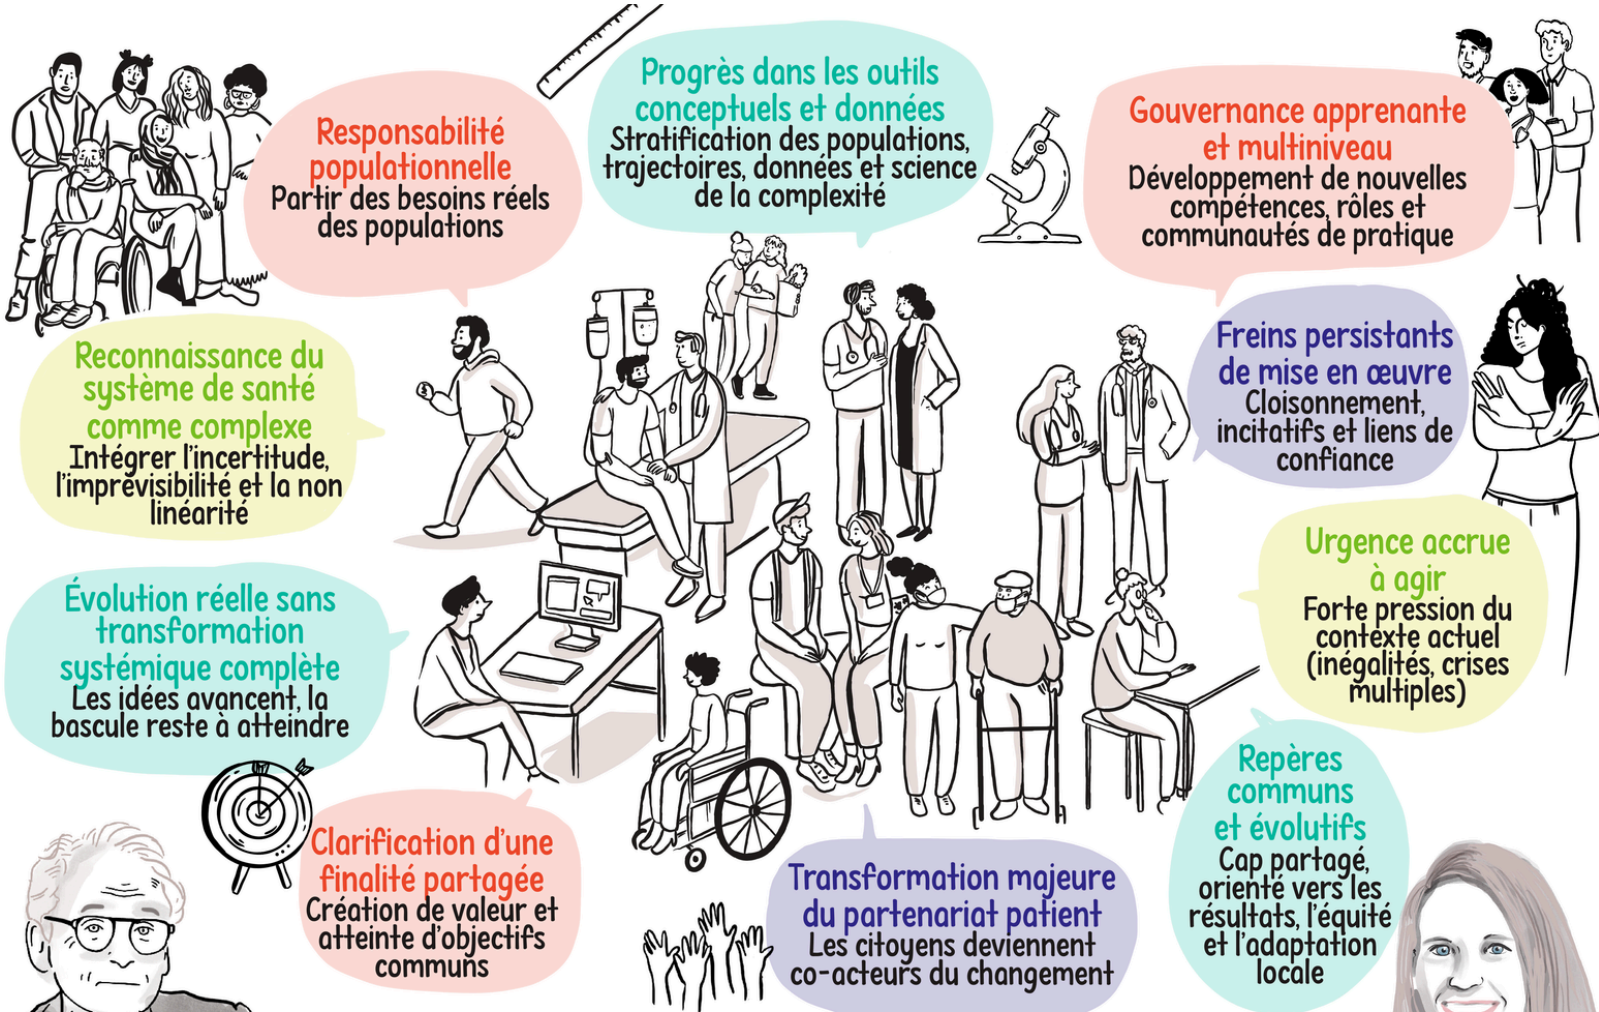 Responsabilité
populationnelle
Partir des besoins réels
des populations
Progrès dans les outils
conceptuels et données
Stratification des populations,
trajectoires, données et science
de la complexité
Gouvernance apprenante
et multiniveau
Développement de nouvelles
compétences, rôles et
communautés de pratique
Reconnaissance du
système de santé
comme complexe
Intégrer l'incertitude,
l'imprévisibilité et la non
linéarité
Freins persistants
de mise en œuvre
Cloisonnement,
incitatifs et liens de
confiance
Urgence accrue
à agir
Forte pression du
contexte actuel
(inégalités, crises
multiples)
Évolution réelle sans
transformation
systémique complète
Les idées avancent, la
bascule reste à atteindre
Clarification d'une
finalité partagée
Création de valeur et
atteinte d'objectifs
communs
Transformation majeure
du partenariat patient
Les citoyens deviennent
co-acteurs du changement
Repères
communs
et évolutifs
Cap partagé,
orienté vers les
résultats, l'équité
et l'adaptation
locale